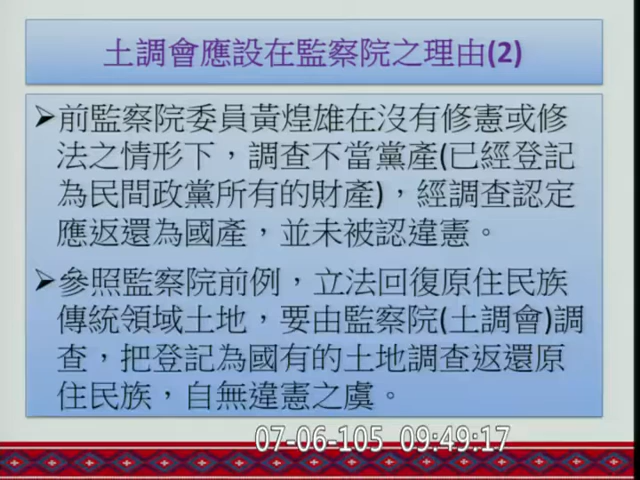 土調會應設在監察院之理由(2)
➢前監察院委員黃煌雄在沒有修憲或修
法之情形下，調查不當黨產(已經登記
為民間政黨所有的財產)，經調查認定
應返還為國產，並未被認違憲。
➢參照監察院前例，立法回復原住民族
傳統領域土地，要由監察院(土調會)調
查，把登記為國有的土地調查返還原
住民族，自無違憲之虞。
07-06-105 09:49:17